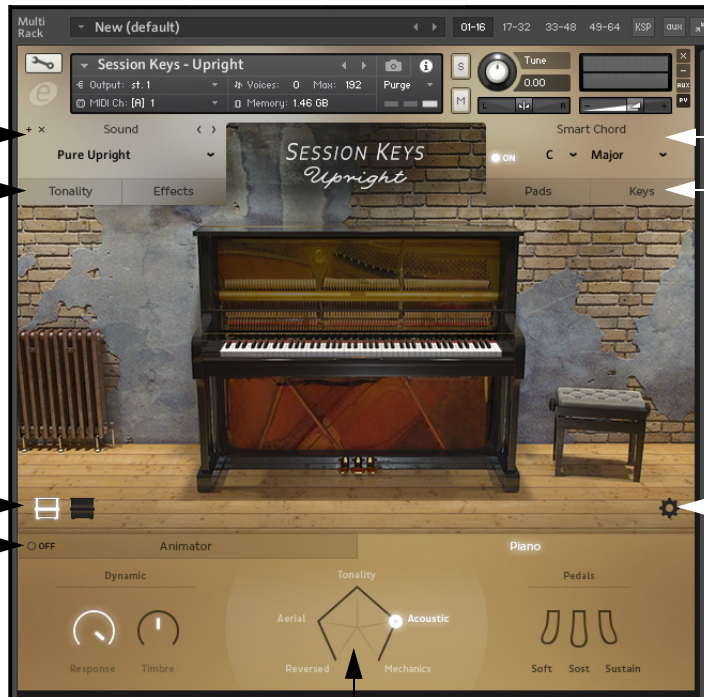 Multi
Rack
New (default)
01-16 17-32 33-48 49-64 KSP aux
Session Keys - Upright
Output: st. 1
Voices: 0 Max: 192 Purge
MIDI Ch: [A] 1
Memory: 1.46 GB
S
M
Tune
0.00
L R
AUX
PV
Sound
Pure Upright
Tonality Effects
SESSION KEYS
Upright
Smart Chord
ON C Major
Pads Keys
OFF Animator Piano
Dynamic
Response Timbre
Tonality
Aerial Acoustic
Reversed Mechanics
Pedals
Soft Sost Sustain